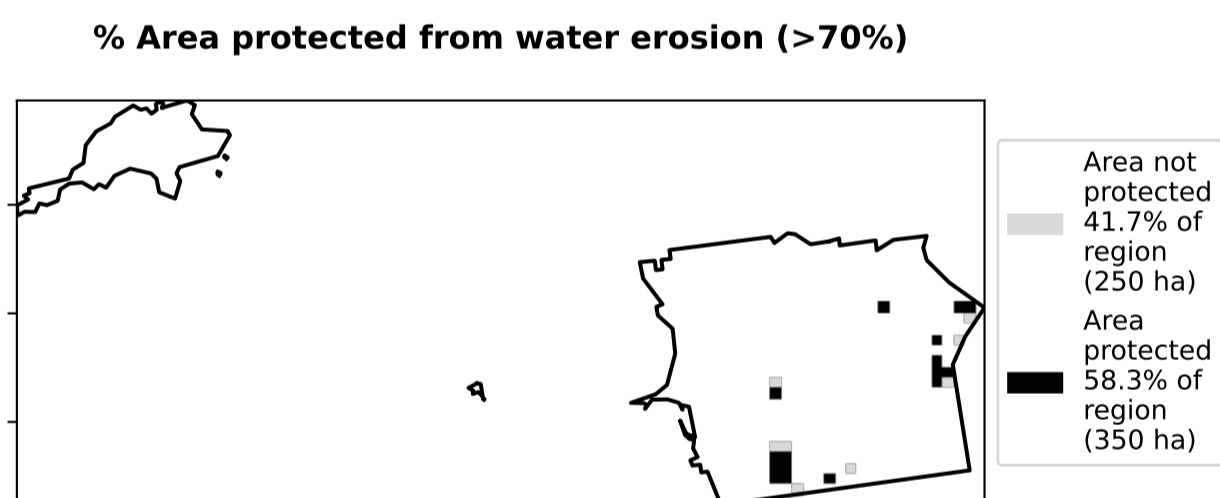 % Area protected from water erosion (>70%)
Area not
protected
41.7% of
region
(250 ha)
Area
protected
58.3% of
region
(350 ha)